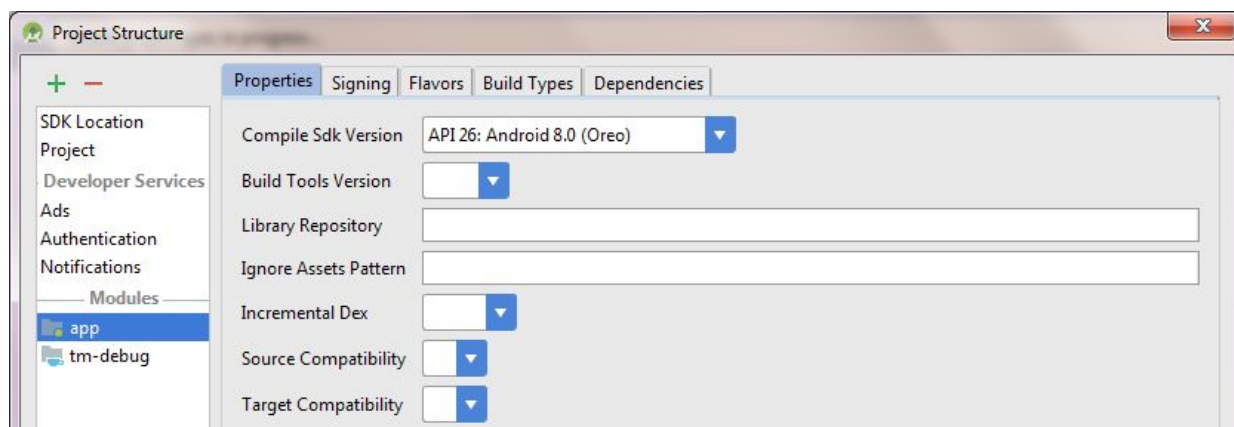 Project Structure
Properties Signing Flavors Build Types Dependencies
SDK Location
Project
Developer Services
Ads
Authentication
Notifications
Modules
app
tm-debug
Compile Sdk Version API 26: Android 8.0 (Oreo)
Build Tools Version
Library Repository
Ignore Assets Pattern
Incremental Dex
Source Compatibility
Target Compatibility